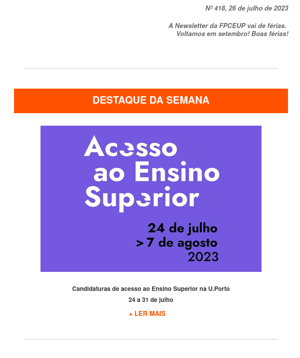 Nº 418, 26 de julho de 2023
A Newsletter da FPCEUP vai de férias.
Voltamos em setembro! Boas férias!
DESTAQUE DA SEMANA
Acesso
ao Ensino
Superior
24 de julho
> 7 de agosto
2023
Candidaturas de acesso ao Ensino Superior na U.Porto
24 a 31 de julho
+ LER MAIS